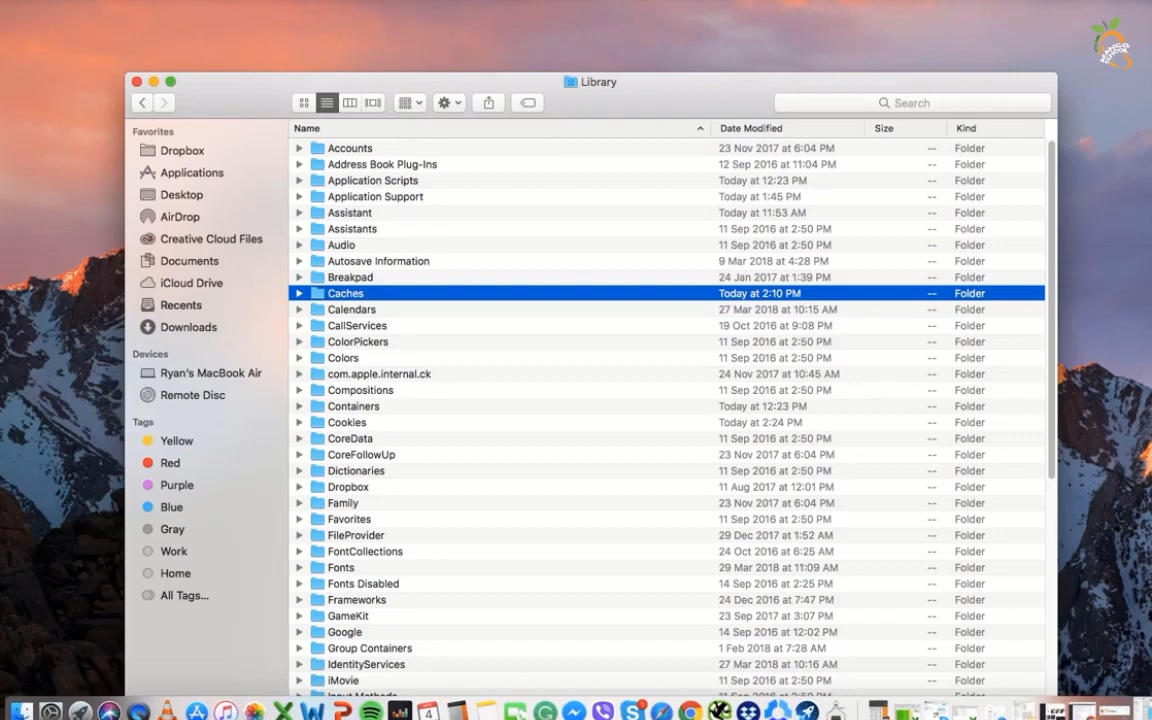 MANGO SCHOOL
Library
Search
Favorites
Dropbox
Applications
Desktop
AirDrop
Creative Cloud Files
Documents
iCloud Drive
Recents
Downloads
Devices
Ryan's MacBook Air
Remote Disc
Tags
Yellow
Red
Purple
Blue
Gray
Work
Home
All Tags...
Name Date Modified Size Kind
Accounts 23 Nov 2017 at 6:04 PM -- Folder
Address Book Plug-Ins 12 Sep 2016 at 11:04 PM -- Folder
Application Scripts Today at 12:23 PM -- Folder
Application Support Today at 1:45 PM -- Folder
Assistant Today at 11:53 AM -- Folder
Assistants 11 Sep 2016 at 2:50 PM -- Folder
Audio 11 Sep 2016 at 2:50 PM -- Folder
Autosave Information 9 Mar 2018 at 4:28 PM -- Folder
Breakpad 24 Jan 2017 at 1:39 PM -- Folder
Caches Today at 2:10 PM -- Folder
Calendars 27 Mar 2018 at 10:15 AM -- Folder
CallServices 19 Oct 2016 at 9:08 PM -- Folder
ColorPickers 11 Sep 2016 at 2:50 PM -- Folder
Colors 11 Sep 2016 at 2:50 PM -- Folder
com.apple.internal.ck 24 Nov 2017 at 10:45 AM -- Folder
Compositions 11 Sep 2016 at 2:50 PM -- Folder
Containers Today at 12:23 PM -- Folder
Cookies Today at 2:24 PM -- Folder
CoreData 11 Sep 2016 at 2:50 PM -- Folder
CoreFollowUp 23 Nov 2017 at 6:04 PM -- Folder
Dictionaries 11 Sep 2016 at 2:50 PM -- Folder
Dropbox 11 Aug 2017 at 12:01 PM -- Folder
Family 23 Nov 2017 at 6:04 PM -- Folder
Favorites 11 Sep 2016 at 2:50 PM -- Folder
FileProvider 29 Dec 2017 at 1:52 AM -- Folder
FontCollections 24 Oct 2016 at 6:25 AM -- Folder
Fonts 29 Mar 2018 at 11:09 AM -- Folder
Fonts Disabled 14 Sep 2016 at 2:25 PM -- Folder
Frameworks 24 Dec 2016 at 7:47 PM -- Folder
GameKit 23 Sep 2017 at 3:07 PM -- Folder
Google 14 Sep 2016 at 12:02 PM -- Folder
Group Containers 1 Feb 2018 at 7:28 AM -- Folder
IdentityServices 27 Mar 2018 at 10:16 AM -- Folder
iMovie 11 Sep 2016 at 2:50 PM -- Folder
Input Methods 11 Sep 2016 at 2:50 PM -- Folder
4